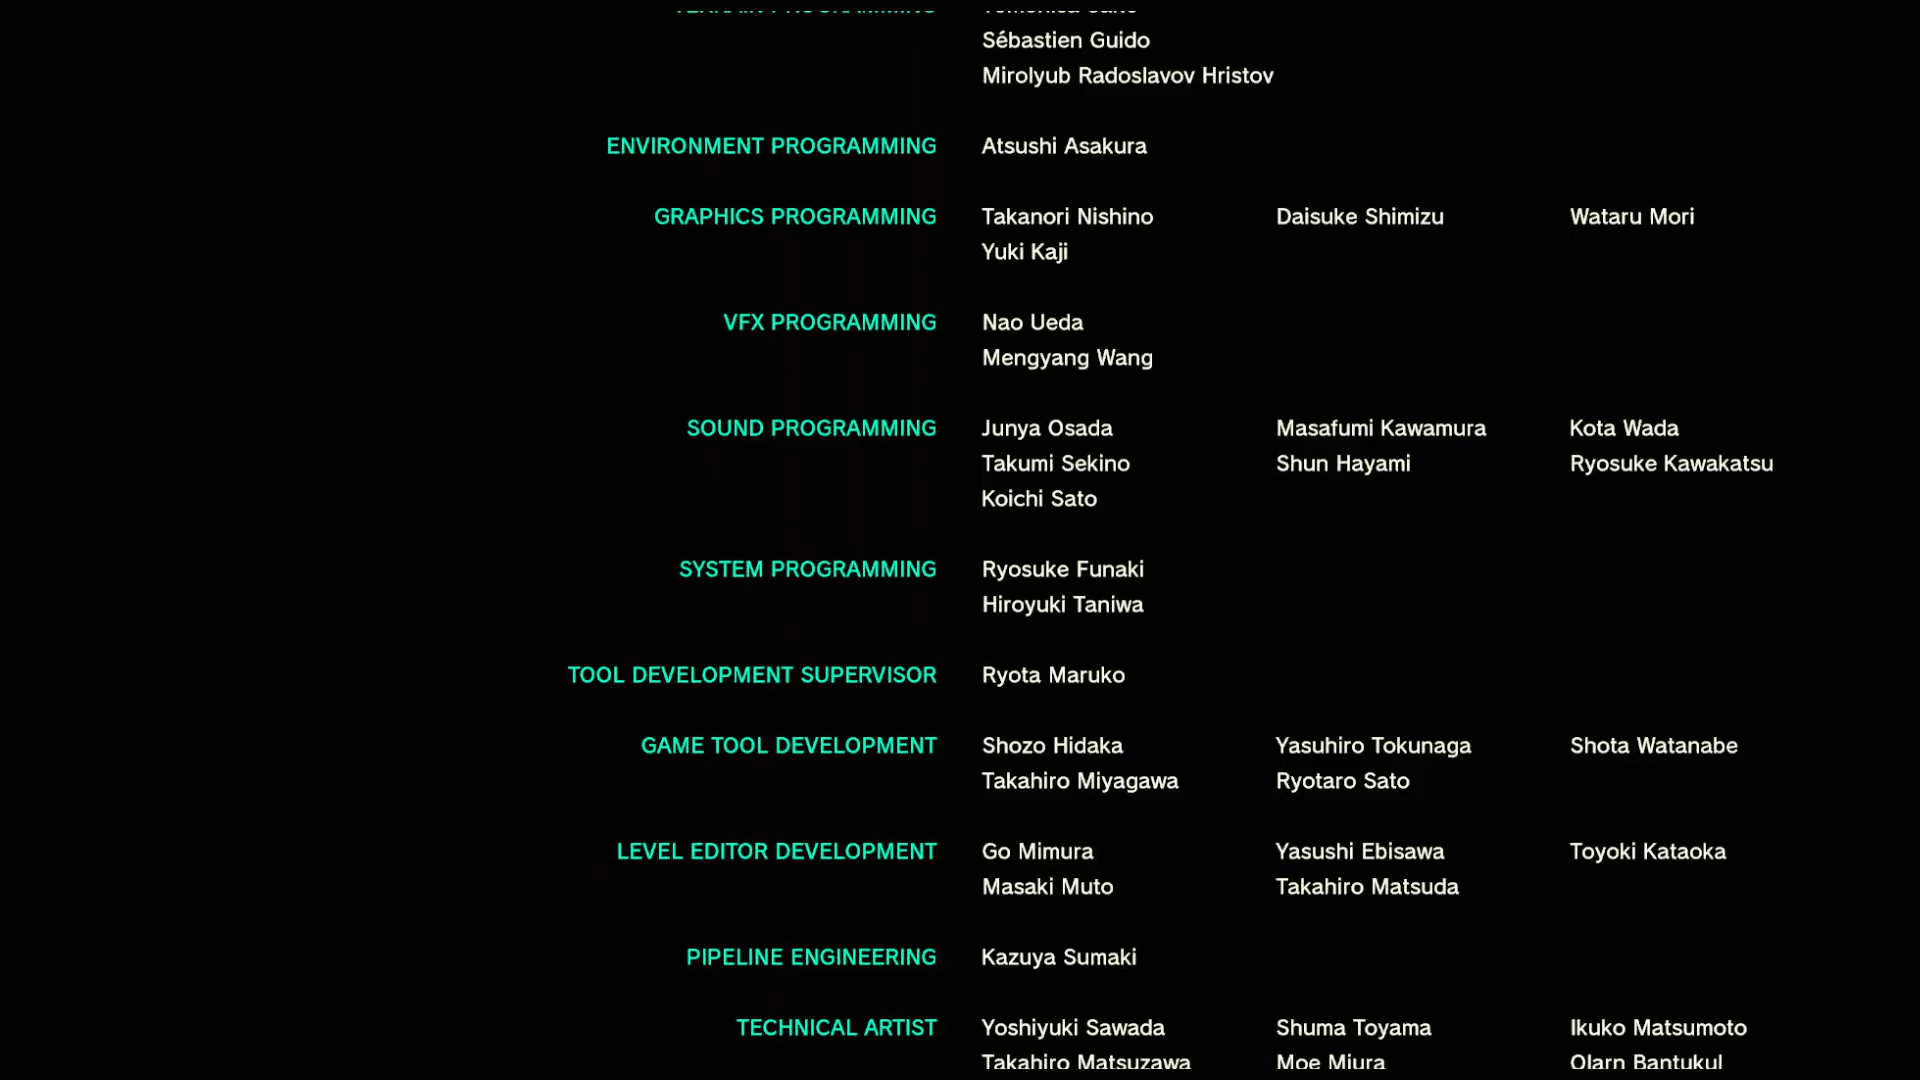 Sébastien Guido
Mirolyub Radoslavov Hristov
ENVIRONMENT PROGRAMMING Atsushi Asakura
GRAPHICS PROGRAMMING Takanori Nishino Daisuke Shimizu Wataru Mori
Yuki Kaji
VFX PROGRAMMING Nao Ueda
Mengyang Wang
SOUND PROGRAMMING Junya Osada Masafumi Kawamura Kota Wada
Takumi Sekino Shun Hayami Ryosuke Kawakatsu
Koichi Sato
SYSTEM PROGRAMMING Ryosuke Funaki
Hiroyuki Taniwa
TOOL DEVELOPMENT SUPERVISOR Ryota Maruko
GAME TOOL DEVELOPMENT Shozo Hidaka Yasuhiro Tokunaga Shota Watanabe
Takahiro Miyagawa Ryotaro Sato
LEVEL EDITOR DEVELOPMENT Go Mimura Yasushi Ebisawa Toyoki Kataoka
Masaki Muto Takahiro Matsuda
PIPELINE ENGINEERING Kazuya Sumaki
TECHNICAL ARTIST Yoshiyuki Sawada Shuma Toyama Ikuko Matsumoto
Takahiro Matsuzawa Moe Miura Olarn Bantukul